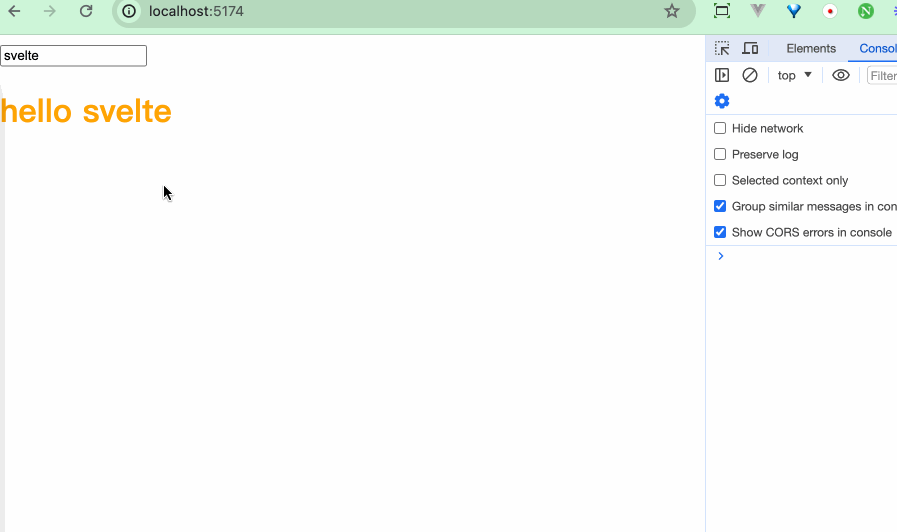 localhost:5174
svelte
hello svelte
Elements
Consol
top
Filter
Hide network
Preserve log
Selected context only
Group similar messages in con
Show CORS errors in console